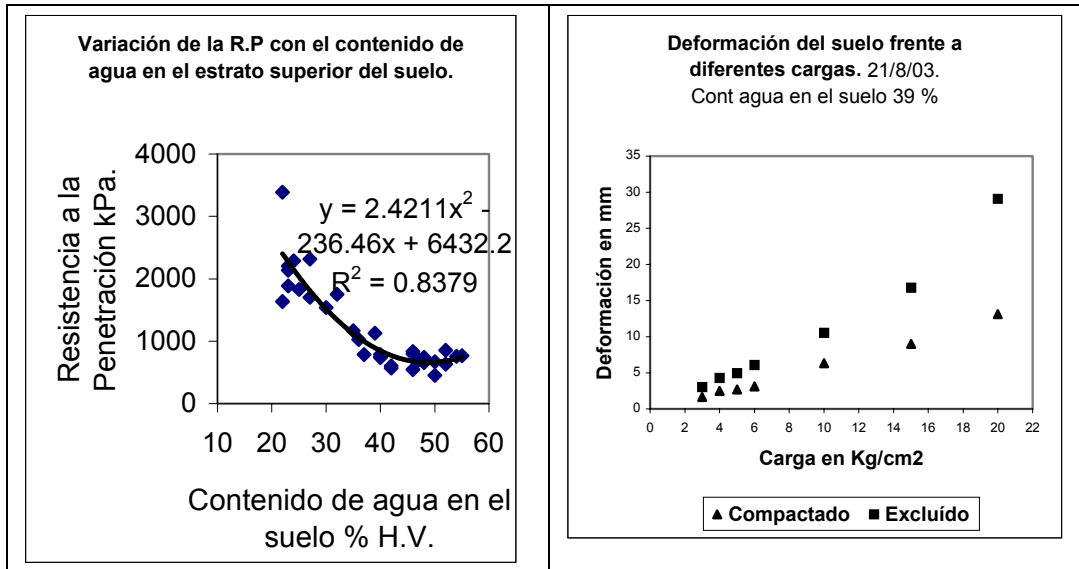 Variación de la R.P con el contenido de
agua en el estrato superior del suelo.
4000
3000
2000
1000
0
Resistencia a la
Penetración kPa.
y = 2.4211x² -
236.46x + 6432.2
R² = 0.8379
10 20 30 40 50 60
Contenido de agua en el
suelo % H.V.
Deformación del suelo frente a
diferentes cargas. 21/8/03.
Cont agua en el suelo 39 %
35
30
25
20
15
10
5
0
Deformación en mm
0 2 4 6 8 10 12 14 16 18 20 22
Carga en Kg/cm2
Compactado Excluído